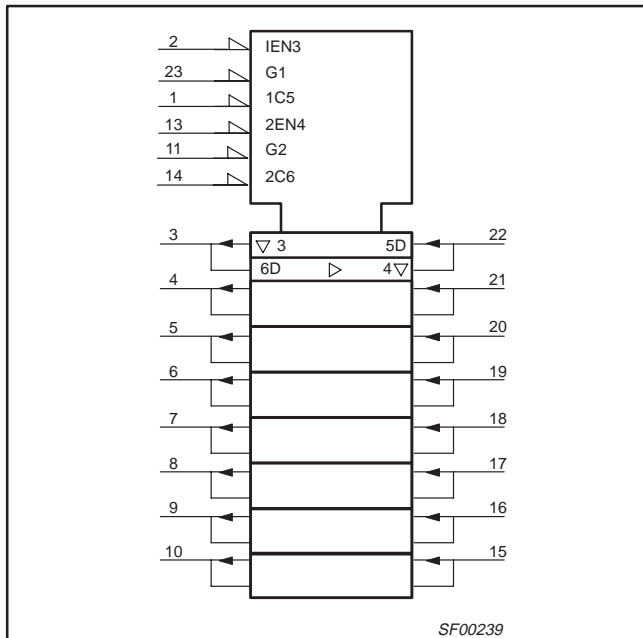 2 IEN3
23 G1
1 1C5
13 2EN4
11 G2
14 2C6
3 ▽ 3 5D 22
6D ▷ 4▽
4 21
5 20
6 19
7 18
8 17
9 16
10 15
SF00239